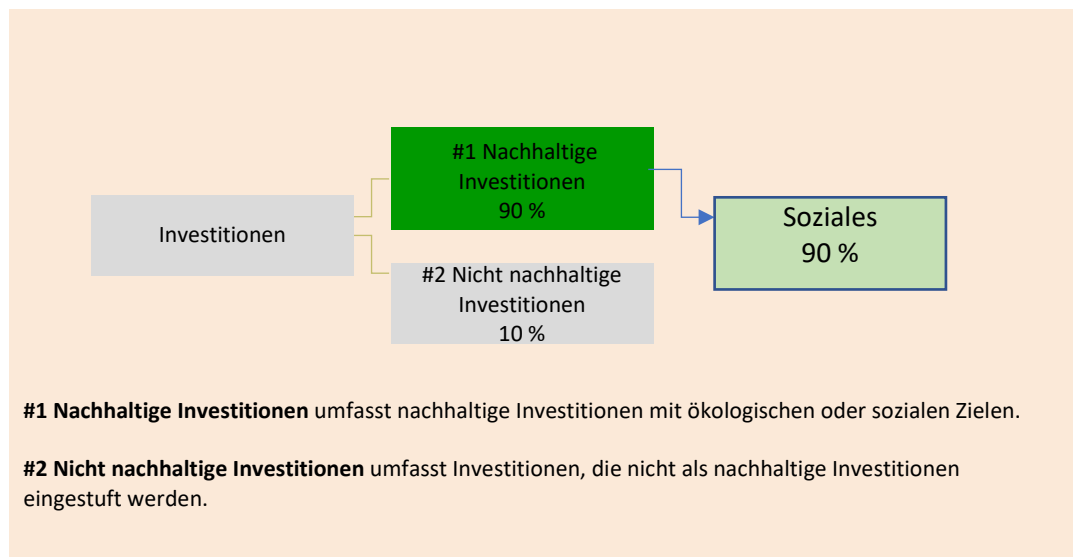 #1 Nachhaltige
Investitionen
90 %
Investitionen
Soziales
90 %
#2 Nicht nachhaltige
Investitionen
10 %
#1 Nachhaltige Investitionen umfasst nachhaltige Investitionen mit ökologischen oder sozialen Zielen.
#2 Nicht nachhaltige Investitionen umfasst Investitionen, die nicht als nachhaltige Investitionen
eingestuft werden.